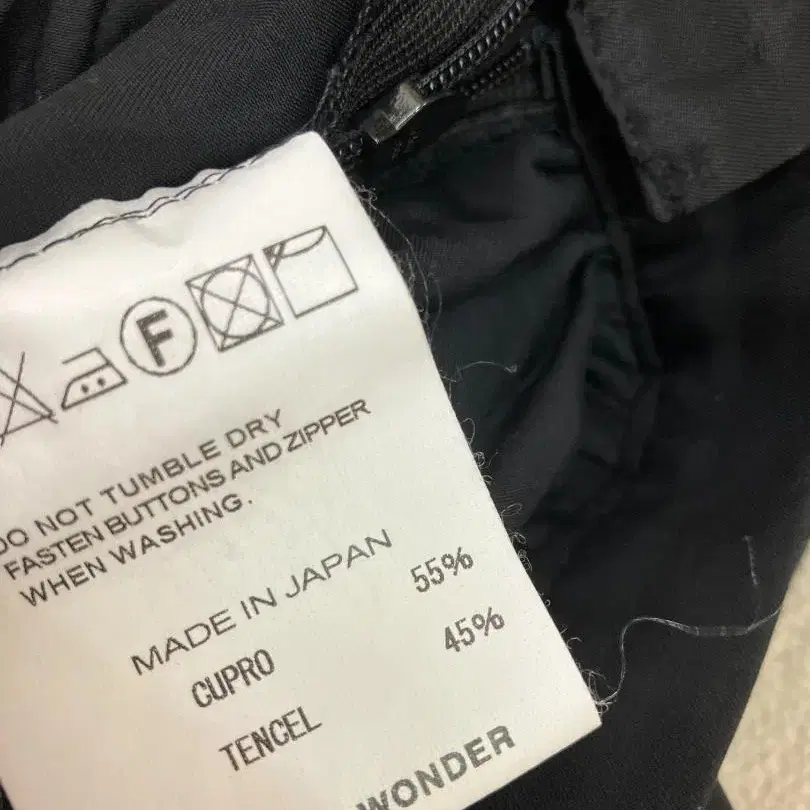 F
DO NOT TUMBLE DRY
FASTEN BUTTONS AND ZIPPER
WHEN WASHING.
MADE IN JAPAN
CUPRO 55%
TENCEL 45%
WONDER